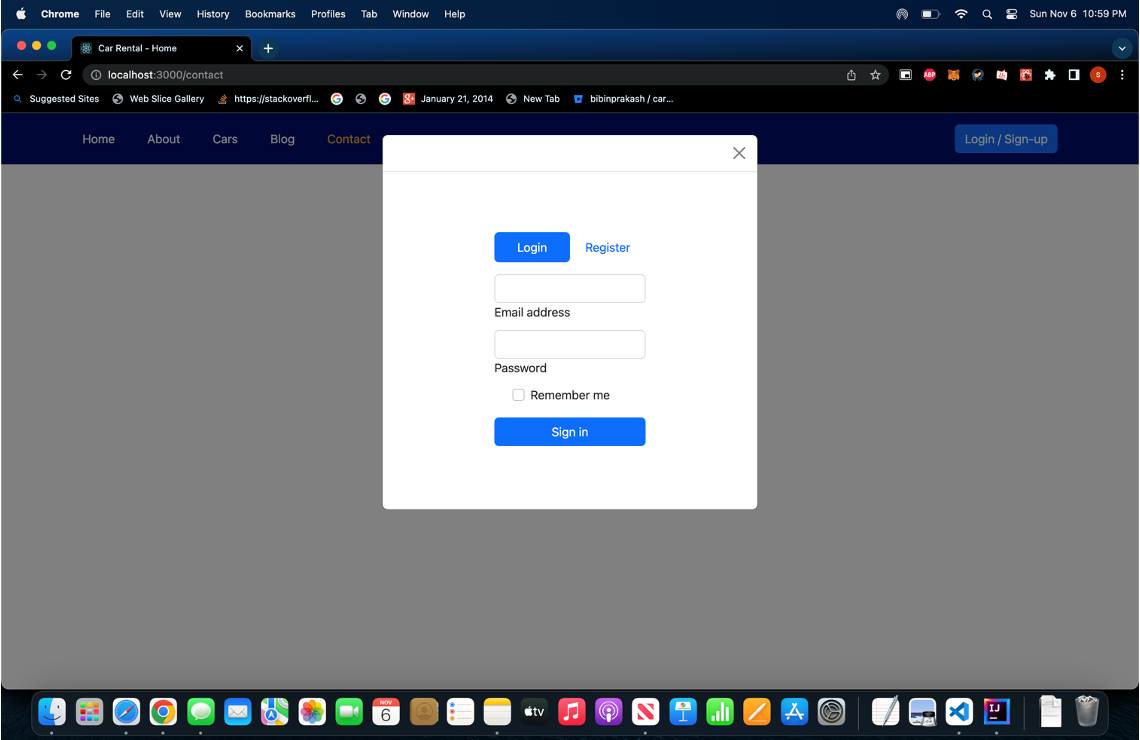 Chrome File Edit View History Bookmarks Profiles Tab Window Help Sun Nov 6 10:59 PM
Car Rental - Home
localhost:3000/contact ABP S
Suggested Sites Web Slice Gallery https://stackoverfl... January 21, 2014 New Tab bibinprakash / car...
Home About Cars Blog Contact Login / Sign-up
Login Register
Email address
Password
Remember me
Sign in
NOV
6 tv IJ